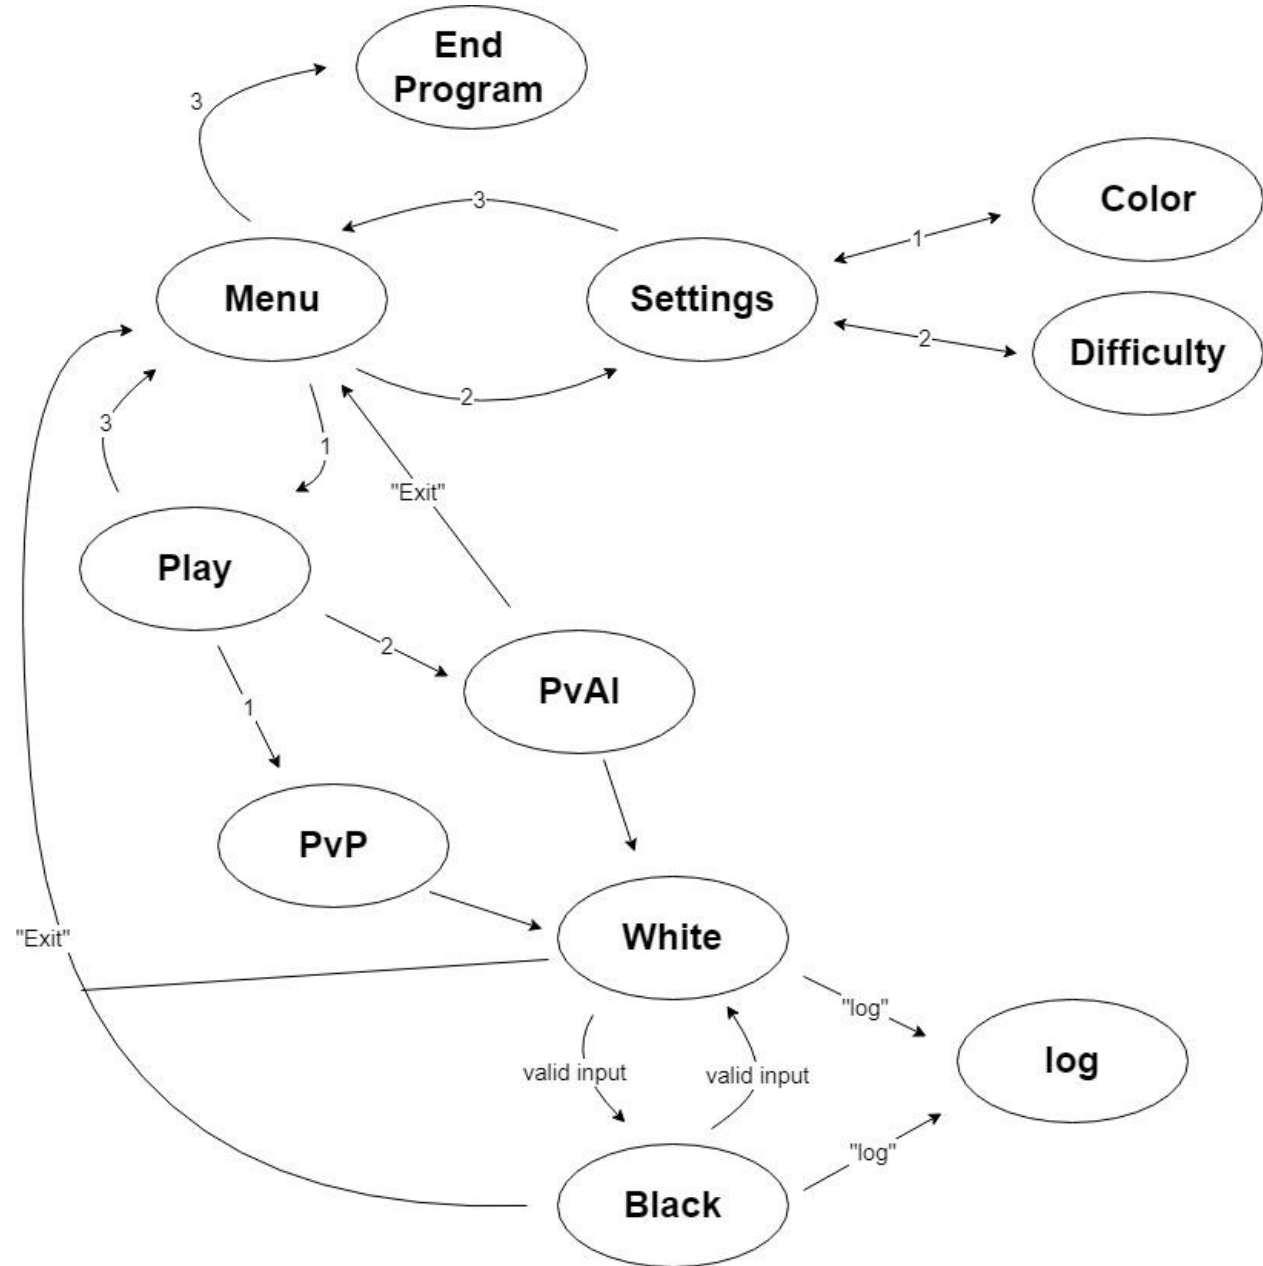 End
Program
3
3
Color
1
Menu
Settings
2
Difficulty
2
3
1
"Exit"
Play
2
PvAI
1
PvP
White
"Exit"
"log"
valid input
valid input
log
"log"
Black